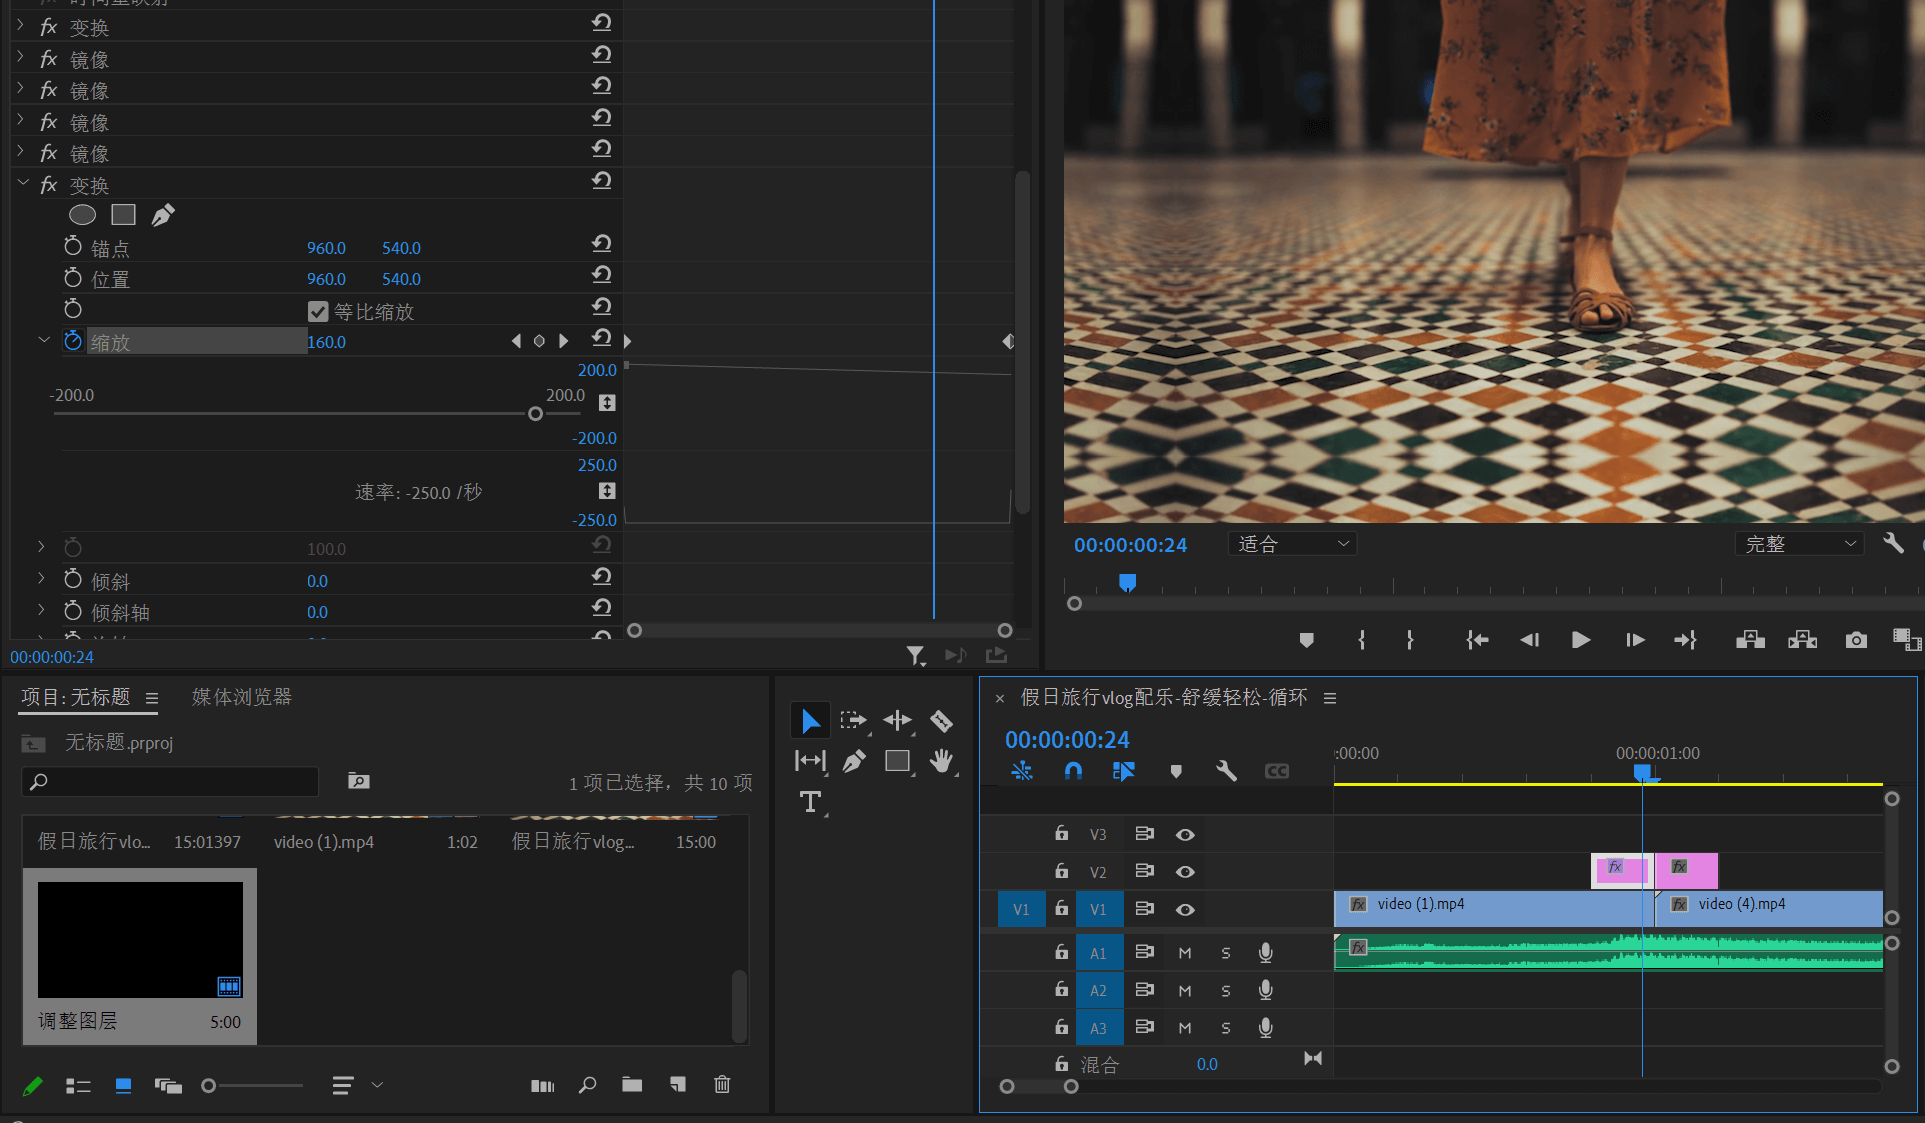 fx 变换
fx 镜像
fx 镜像
fx 镜像
fx 镜像
fx 变换
锚点 960.0 540.0
位置 960.0 540.0
等比缩放
缩放 160.0
200.0
-200.0 200.0
-200.0
250.0
速率: -250.0 /秒
-250.0
100.0
倾斜 0.0
倾斜轴 0.0
00:00:00:24
00:00:00:24 适合 完整
项目: 无标题 媒体浏览器
无标题.prproj
1 项已选择，共 10 项
假日旅行vlo... 15:01397
video (1).mp4 1:02
假日旅行vlog... 15:00
调整图层 5:00
T
× 假日旅行vlog配乐-舒缓轻松-循环
00:00:00:24
:00:00 00:00:01:00
CC
V3
V2 fx fx
V1 V1 fx video (1).mp4 fx video (4).mp4
A1 M S fx
A2 M S
A3 M S
混合 0.0